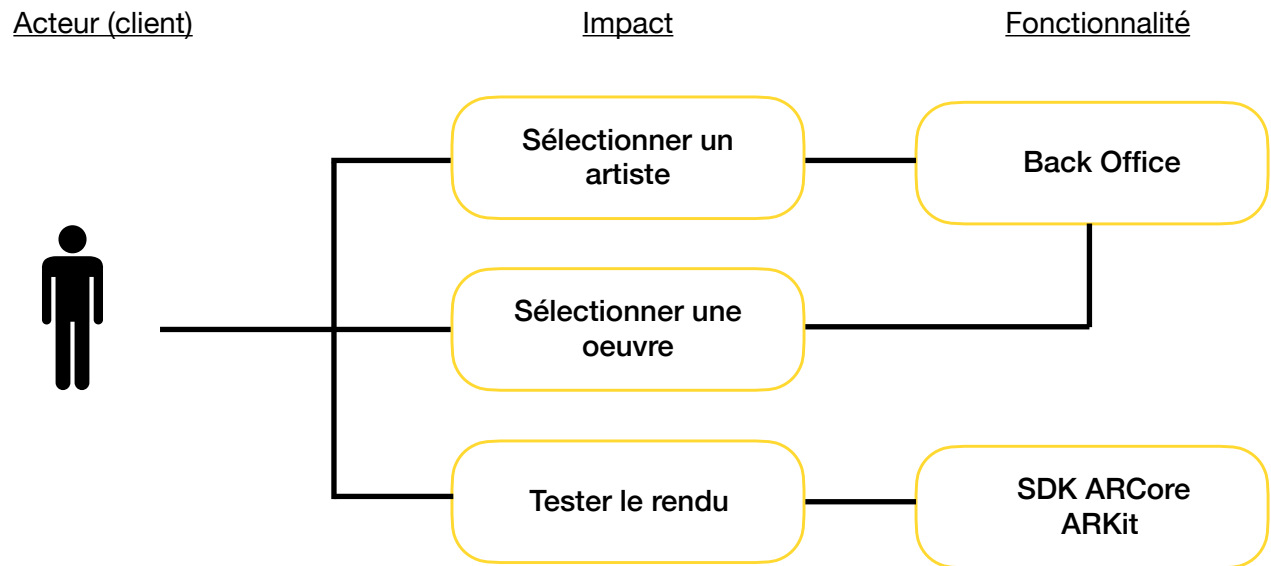 Acteur (client)
Impact
Fonctionnalité
Sélectionner un
artiste
Back Office
Sélectionner une
oeuvre
Tester le rendu
SDK ARCore
ARKit